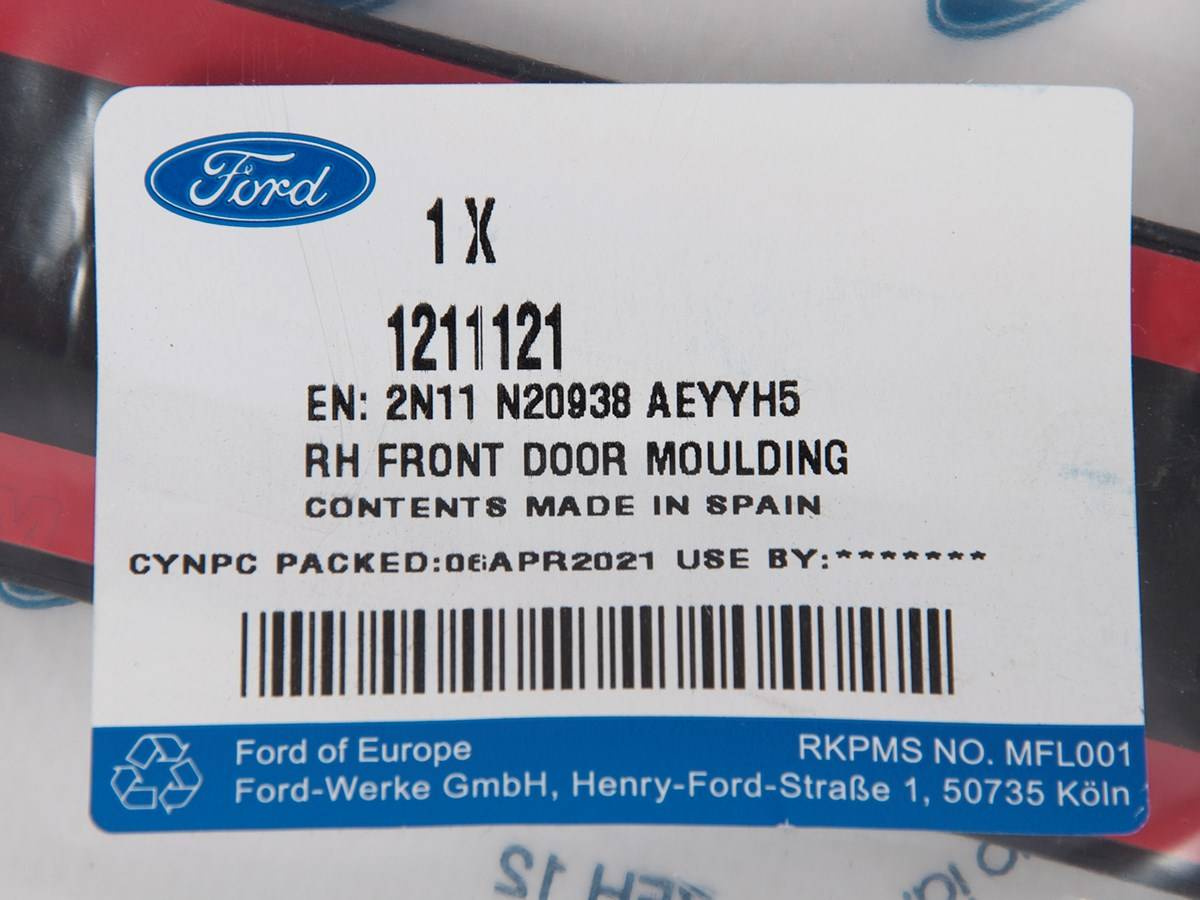 Ford
1 X
1211121
EN: 2N11 N20938 AEYYH5
RH FRONT DOOR MOULDING
CONTENTS MADE IN SPAIN
CYNPC PACKED:06APR2021 USE BY:*******
Ford of Europe
RKPMS NO. MFL001
Ford-Werke GmbH, Henry-Ford-Straße 1, 50735 Köln